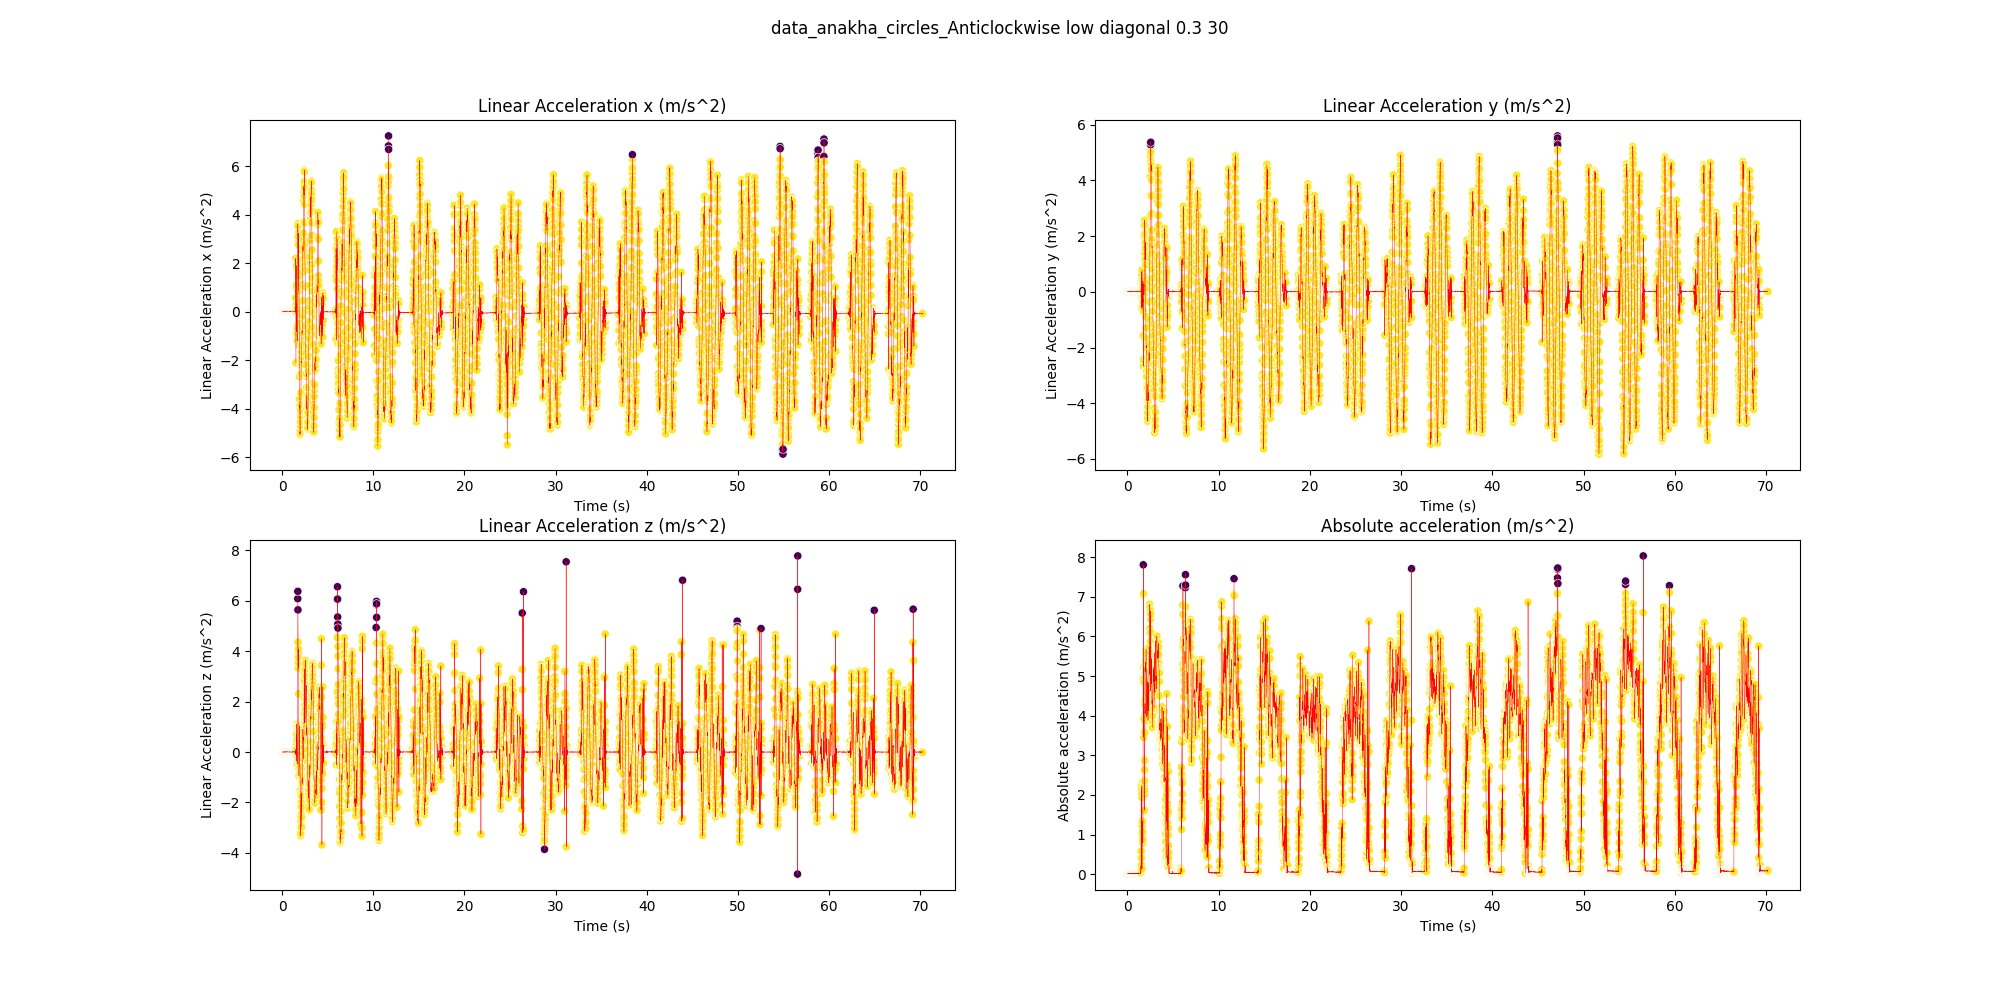 data_anakha_circles_Anticlockwise low diagonal 0.3 30
Linear Acceleration x (m/s^2)
Linear Acceleration x (m/s^2)
6
4
2
0
−2
−4
−6
0 10 20 30 40 50 60 70
Time (s)
Linear Acceleration y (m/s^2)
Linear Acceleration y (m/s^2)
6
4
2
0
−2
−4
−6
0 10 20 30 40 50 60 70
Time (s)
Linear Acceleration z (m/s^2)
Linear Acceleration z (m/s^2)
8
6
4
2
0
−2
−4
0 10 20 30 40 50 60 70
Time (s)
Absolute acceleration (m/s^2)
Absolute acceleration (m/s^2)
8
7
6
5
4
3
2
1
0
0 10 20 30 40 50 60 70
Time (s)